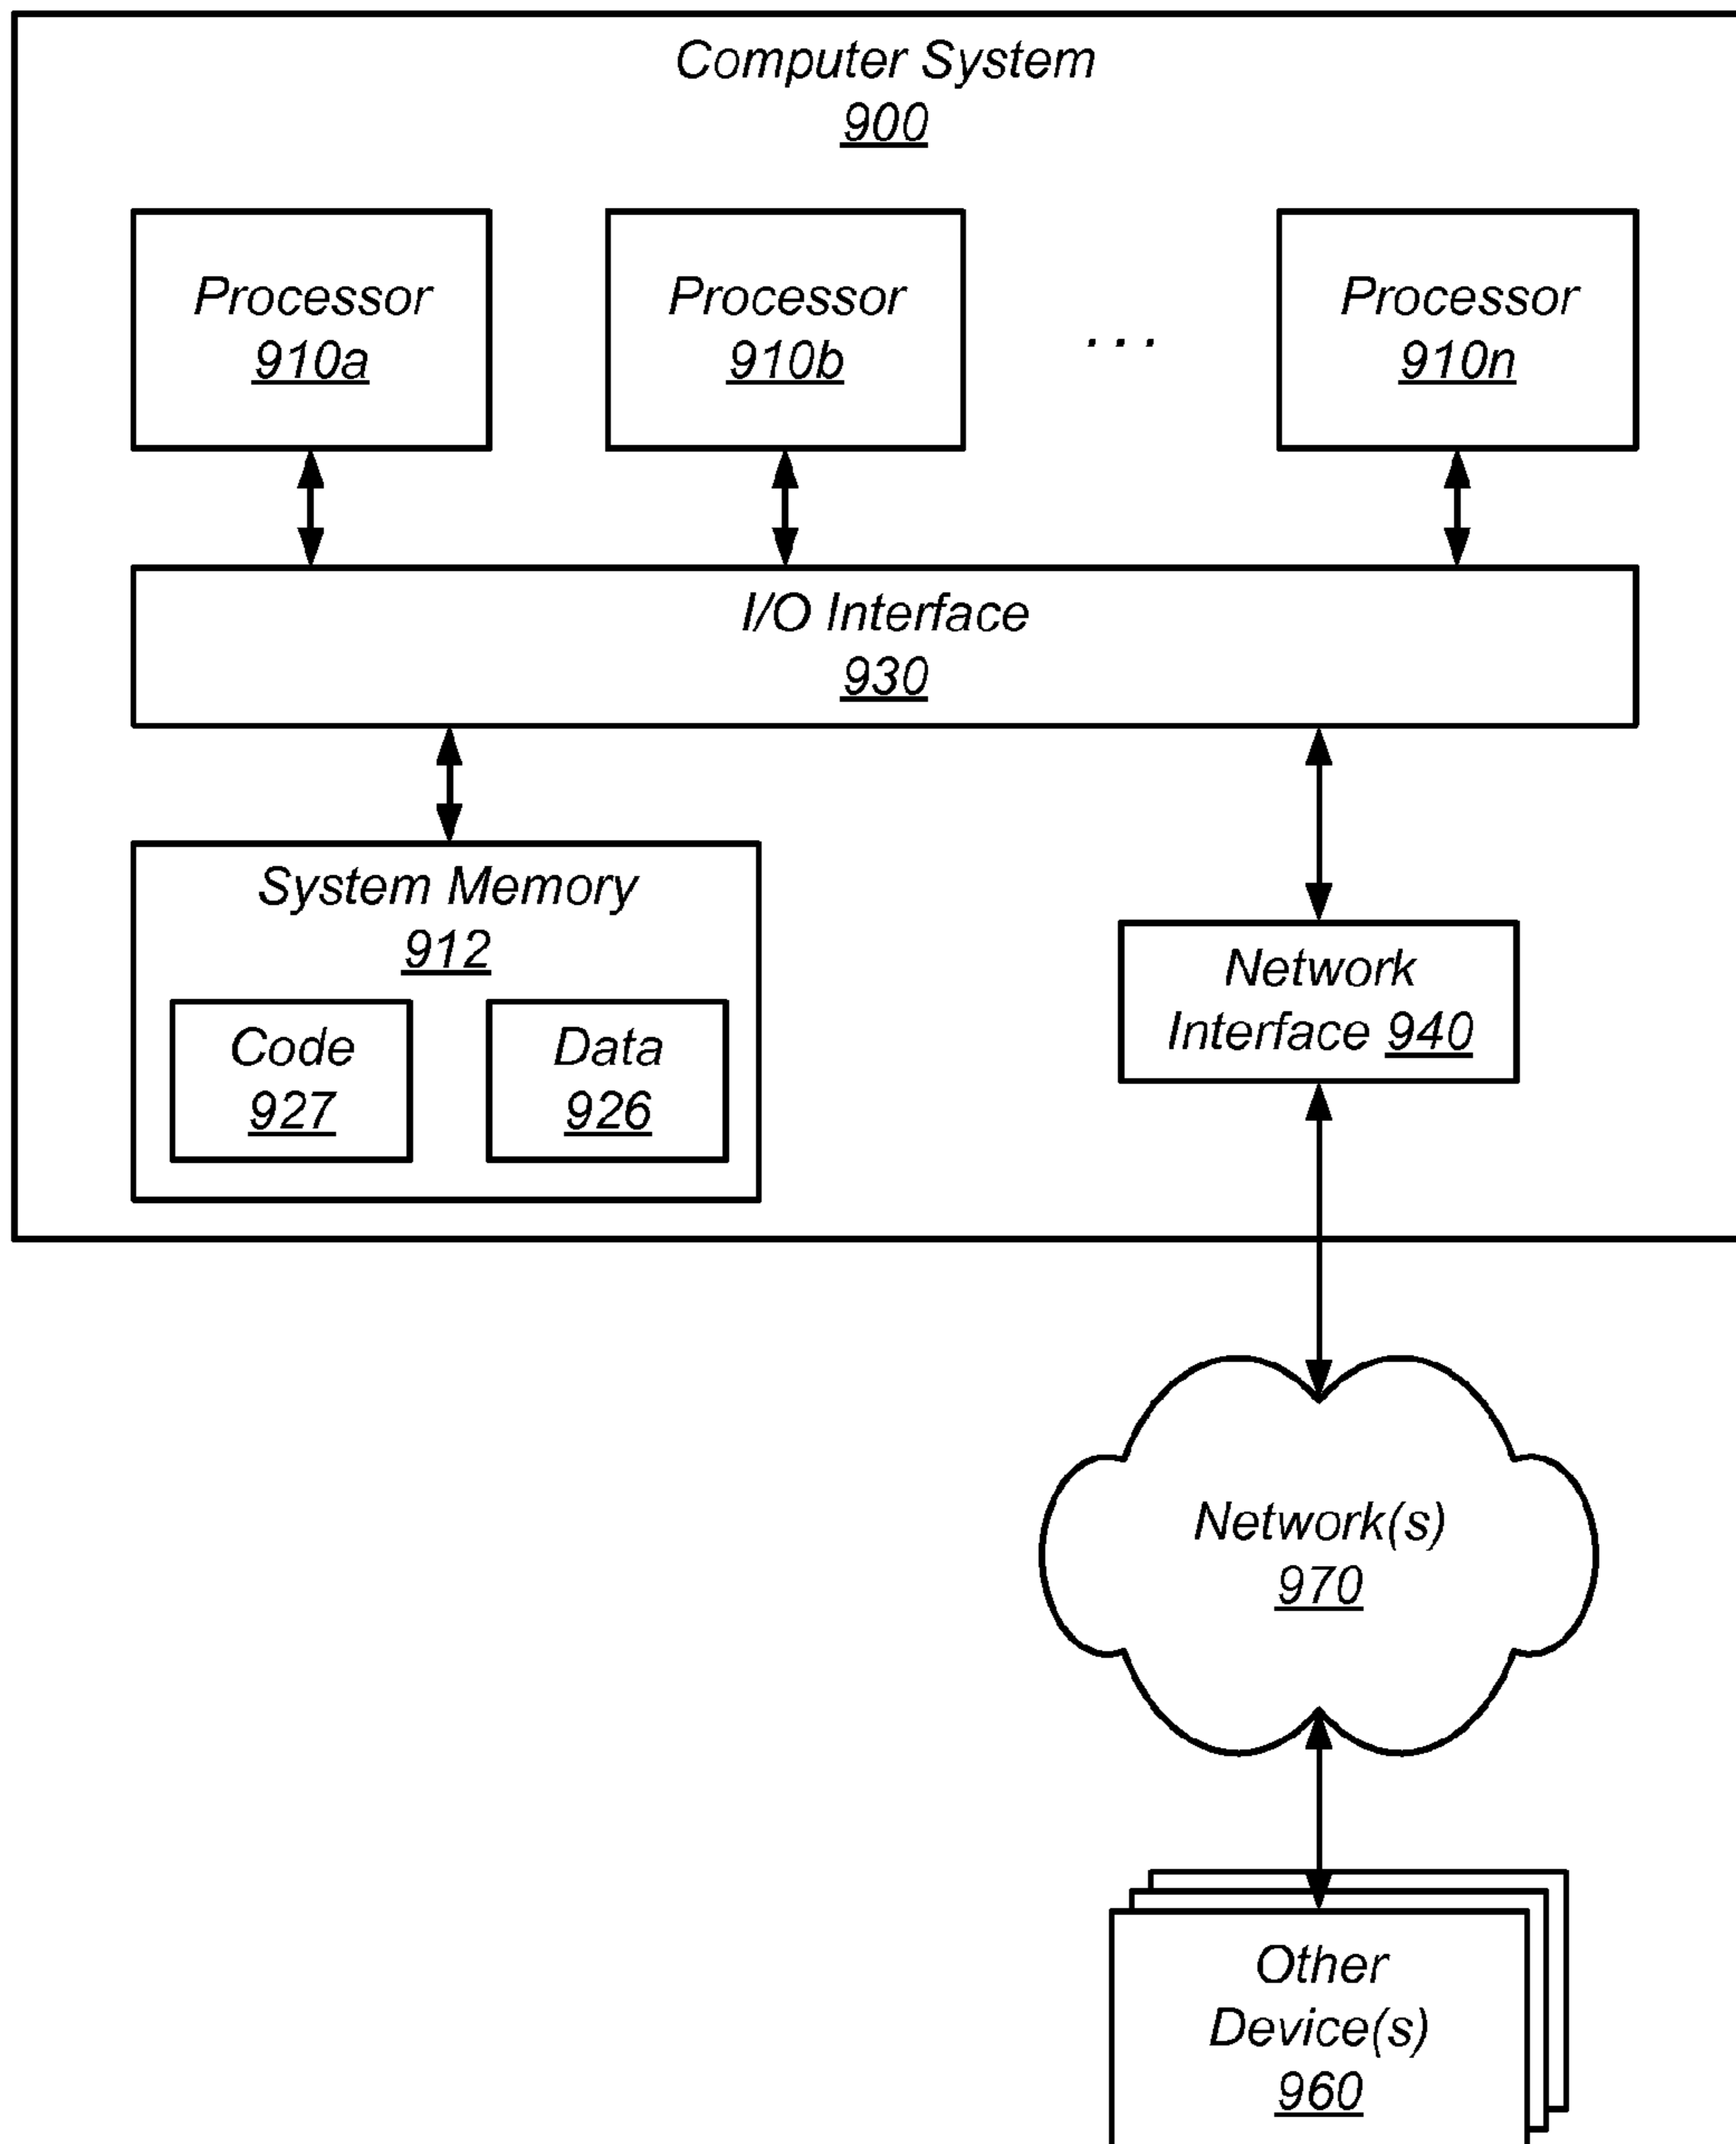 Computer System
900
Processor
910a
Processor
910b
...
Processor
910n
I/O Interface
930
System Memory
912
Code
927
Data
926
Network
Interface 940
Network(s)
970
Other
Device(s)
960